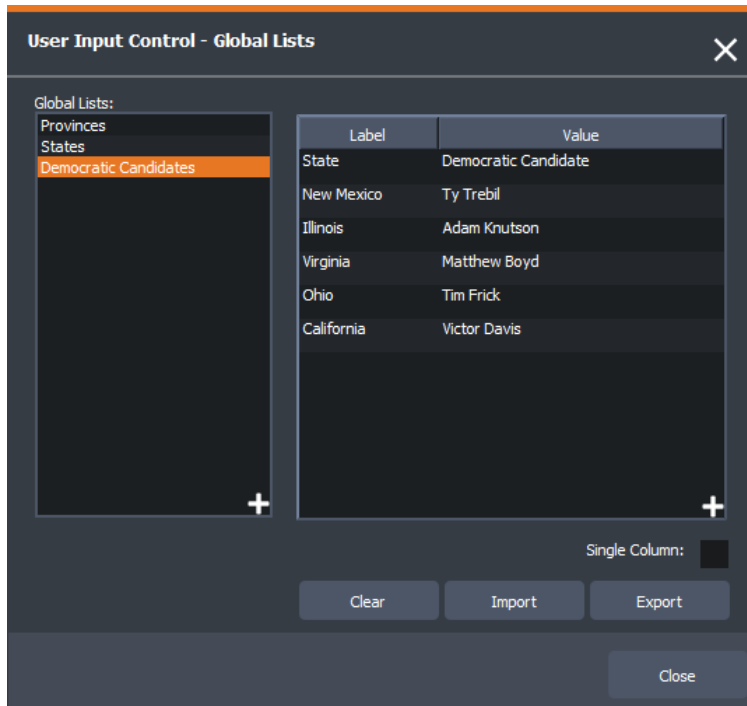 User Input Control - Global Lists
Global Lists:
Provinces
States
Democratic Candidates
Label Value
State Democratic Candidate
New Mexico Ty Trebil
Illinois Adam Knutson
Virginia Matthew Boyd
Ohio Tim Frick
California Victor Davis
Single Column:
Clear Import Export
Close